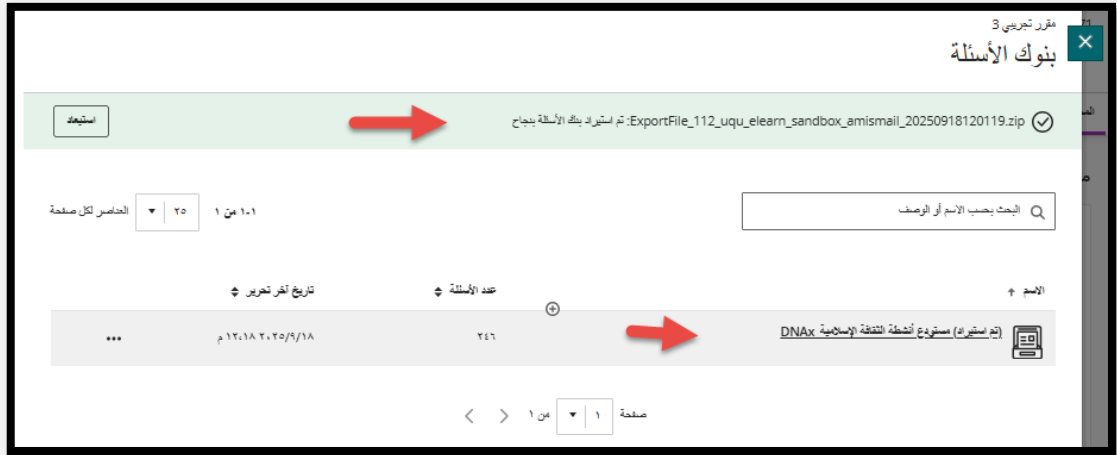 مقرر تجريبي 3
71
بنوك الأسئلة
ExportFile_112_uqu_elearn_sandbox_amismail_20250918120119.zip: تم استيراد بنك الأسئلة بنجاح
استبعاد
البحث بحسب الاسم أو الوصف
١-١ من ١
٢٥
العناصر لكل صفحة
الاسم
عدد الأسئلة
تاريخ آخر تحرير
(تم استيراد) مستودع أنشطة الثقافة الإسلامية DNAx
٢٤٦
٢٠٢٥/٩/١٨ ١٢،١٨ م
صفحة ١ من ١